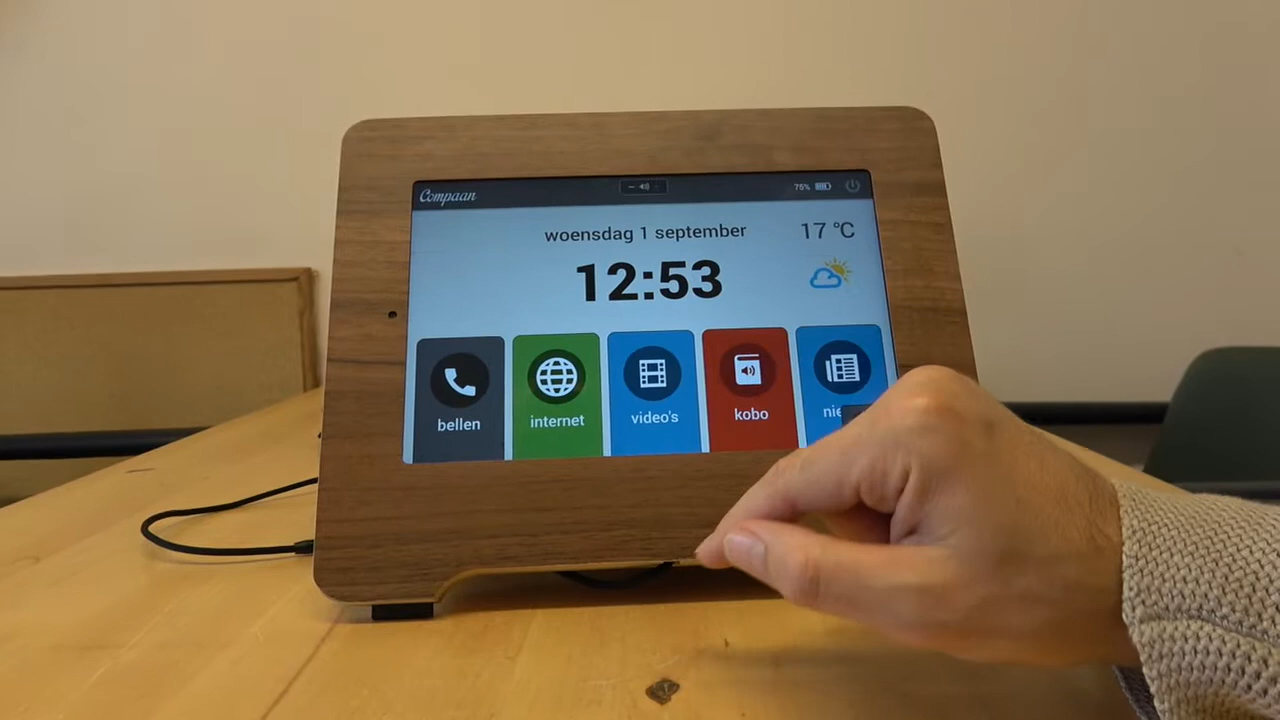 Compaan
75%
woensdag 1 september
17 °C
12:53
bellen
internet
video's
kobo